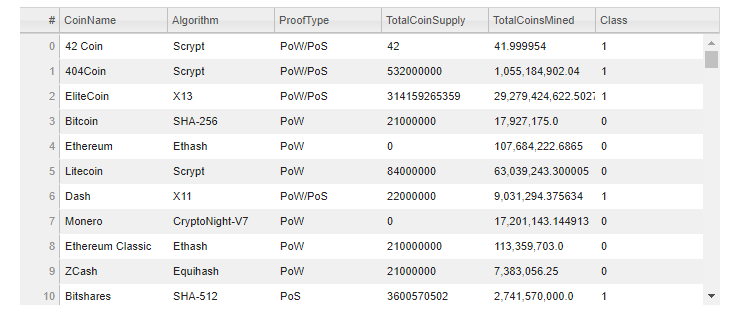 # CoinName Algorithm ProofType TotalCoinSupply TotalCoinsMined Class
0 42 Coin Scrypt PoW/PoS 42 41.999954 1
1 404Coin Scrypt PoW/PoS 532000000 1,055,184,902.04 1
2 EliteCoin X13 PoW/PoS 314159265359 29,279,424,622.5027 1
3 Bitcoin SHA-256 PoW 21000000 17,927,175.0 0
4 Ethereum Ethash PoW 0 107,684,222.6865 0
5 Litecoin Scrypt PoW 84000000 63,039,243.300005 0
6 Dash X11 PoW/PoS 22000000 9,031,294.375634 1
7 Monero CryptoNight-V7 PoW 0 17,201,143.144913 0
8 Ethereum Classic Ethash PoW 210000000 113,359,703.0 0
9 ZCash Equihash PoW 21000000 7,383,056.25 0
10 Bitshares SHA-512 PoS 3600570502 2,741,570,000.0 1